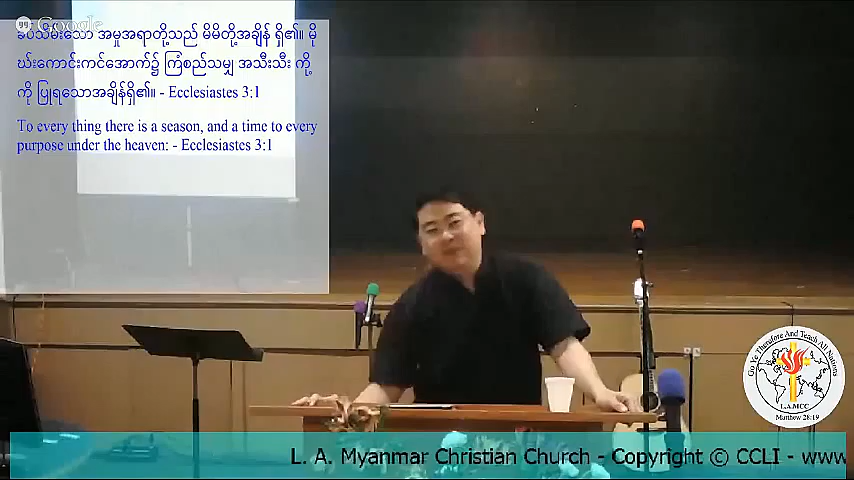 Google
ခပ်သိမ်းသော အမှုအရာတို့သည် မိမိတို့အချိန် ရှိ၏။ မို
ဃ်းကောင်းကင်အောက်၌ ကြံစည်သမျှ အသီးသီး ကို့
ကို ပြုရသောအချိန်ရှိ၏။ - Ecclesiastes 3:1
To every thing there is a season, and a time to every
purpose under the heaven: - Ecclesiastes 3:1
Go Ye Therefore And Teach All Nations
L.A.MCC
Matthew 28:19
L. A. Myanmar Christian Church - Copyright © CCLI - www.